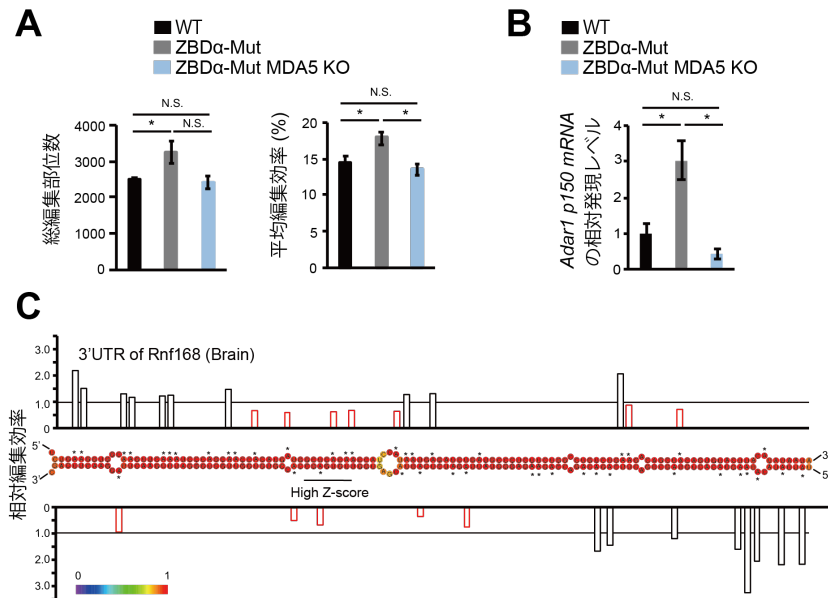 A
WT
ZBDα-Mut
ZBDα-Mut MDA5 KO
総編集部位数
N.S.
*
N.S.
4000
3000
2000
1000
0
平均編集効率 (%)
N.S.
*
*
20
15
10
5
0
B
WT
ZBDα-Mut
ZBDα-Mut MDA5 KO
Adar1 p150 mRNA
の相対発現レベル
N.S.
*
*
4
3
2
1
0
C
相対編集効率
3'UTR of Rnf168 (Brain)
3.0
2.0
1.0
0
5'
3'
3'
5'
High Z-score
0
1.0
2.0
3.0
0
1